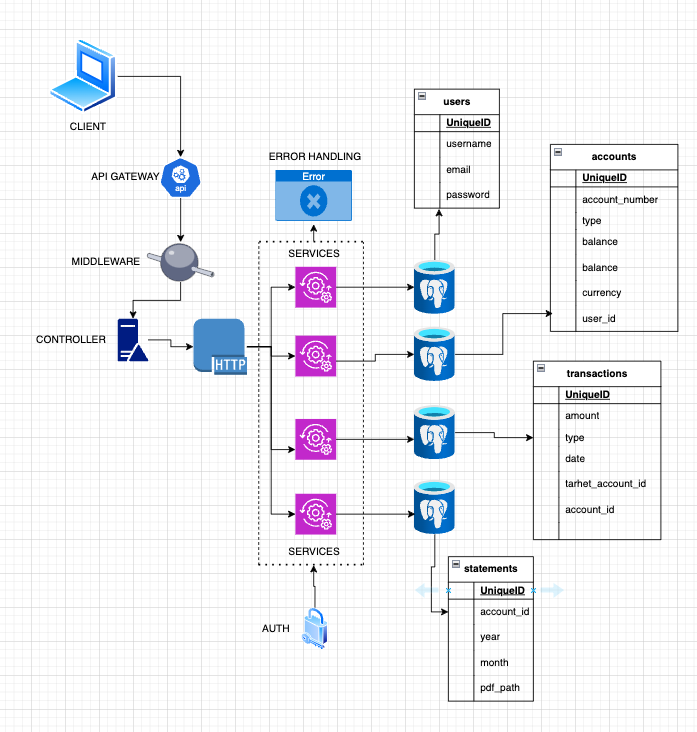 CLIENT
API GATEWAY
api
MIDDLEWARE
CONTROLLER
HTTP
ERROR HANDLING
Error
SERVICES
SERVICES
AUTH
users
UniqueID
username
email
password
accounts
UniqueID
account_number
type
balance
balance
currency
user_id
transactions
UniqueID
amount
type
date
tarhet_account_id
account_id
statements
UniqueID
account_id
year
month
pdf_path